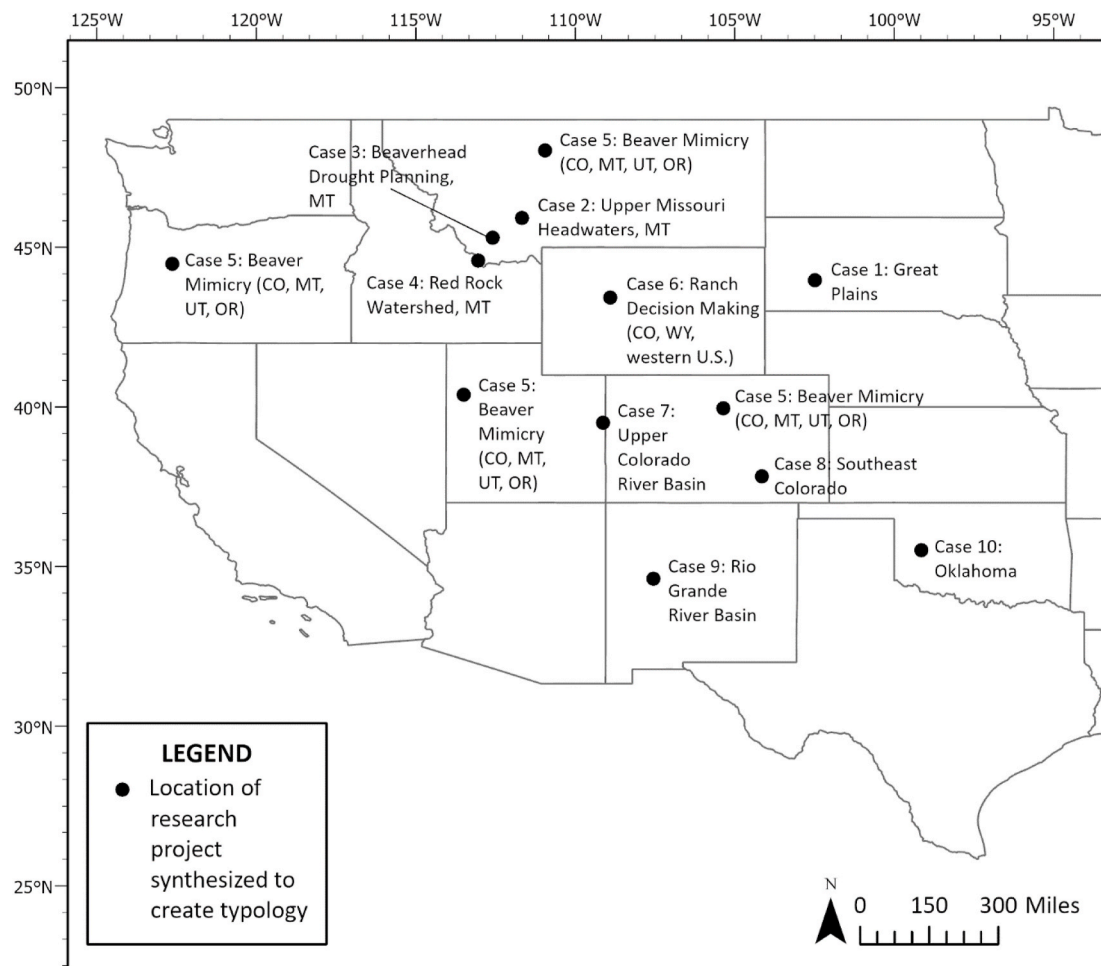 125°W 120°W 115°W 110°W 105°W 100°W 95°W
50°N
45°N
40°N
35°N
30°N
25°N
Case 3: Beaverhead
Drought Planning,
MT
Case 5: Beaver Mimicry
(CO, MT, UT, OR)
Case 2: Upper Missouri
Headwaters, MT
Case 5: Beaver
Mimicry (CO, MT,
UT, OR)
Case 4: Red Rock
Watershed, MT
Case 6: Ranch
Decision Making
(CO, WY,
western U.S.)
Case 1: Great
Plains
Case 5:
Beaver
Mimicry
(CO, MT,
UT, OR)
Case 7:
Upper
Colorado
River Basin
Case 5: Beaver Mimicry
(CO, MT, UT, OR)
Case 8: Southeast
Colorado
Case 9: Rio
Grande
River Basin
Case 10:
Oklahoma
LEGEND
Location of
research
project
synthesized to
create typology
N
0 150 300 Miles